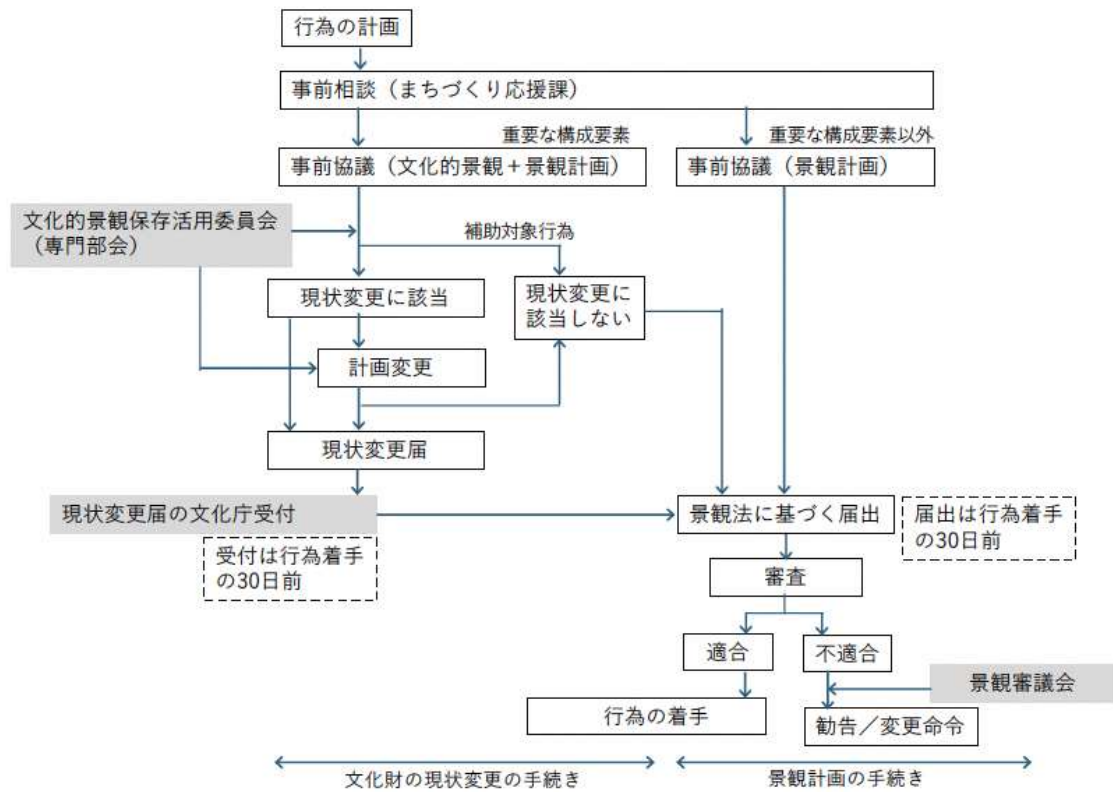 行為の計画
事前相談（まちづくり応援課）
重要な構成要素
重要な構成要素以外
事前協議（文化的景観＋景観計画）
事前協議（景観計画）
文化的景観保存活用委員会
（専門部会）
補助対象行為
現状変更に該当
現状変更に
該当しない
計画変更
現状変更届
現状変更届の文化庁受付
景観法に基づく届出
届出は行為着手
の30日前
受付は行為着手
の30日前
審査
適合
不適合
景観審議会
行為の着手
勧告／変更命令
文化財の現状変更の手続き
景観計画の手続き